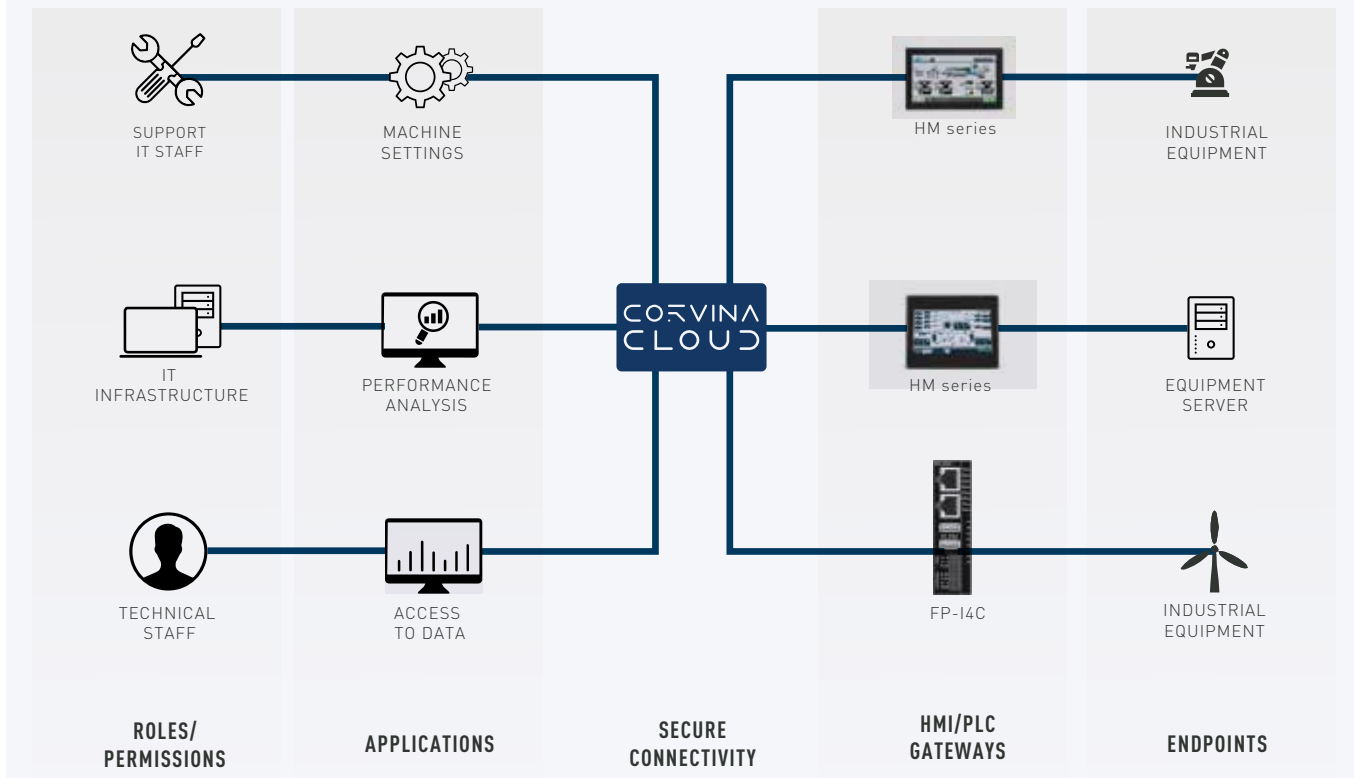 SUPPORT
IT STAFF
MACHINE
SETTINGS
HM series
INDUSTRIAL
EQUIPMENT
IT
INFRASTRUCTURE
PERFORMANCE
ANALYSIS
CORVINA
CLOUD
HM series
EQUIPMENT
SERVER
TECHNICAL
STAFF
ACCESS
TO DATA
FP-I4C
INDUSTRIAL
EQUIPMENT
ROLES/
PERMISSIONS
APPLICATIONS
SECURE
CONNECTIVITY
HMI/PLC
GATEWAYS
ENDPOINTS